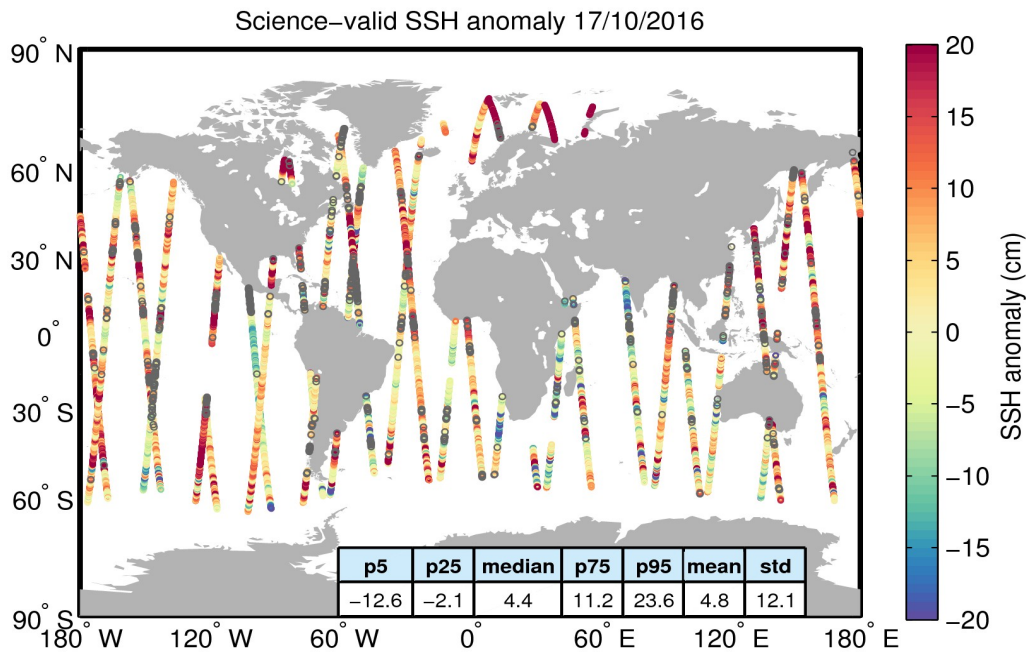 Science−valid SSH anomaly 17/10/2016
90° N
60° N
30° N
0°
30° S
60° S
90° S
180° W
120° W
60° W
0°
60° E
120° E
180° E
p5 p25 median p75 p95 mean std
−12.6 −2.1 4.4 11.2 23.6 4.8 12.1
20
15
10
5
0
−5
−10
−15
−20
SSH anomaly (cm)